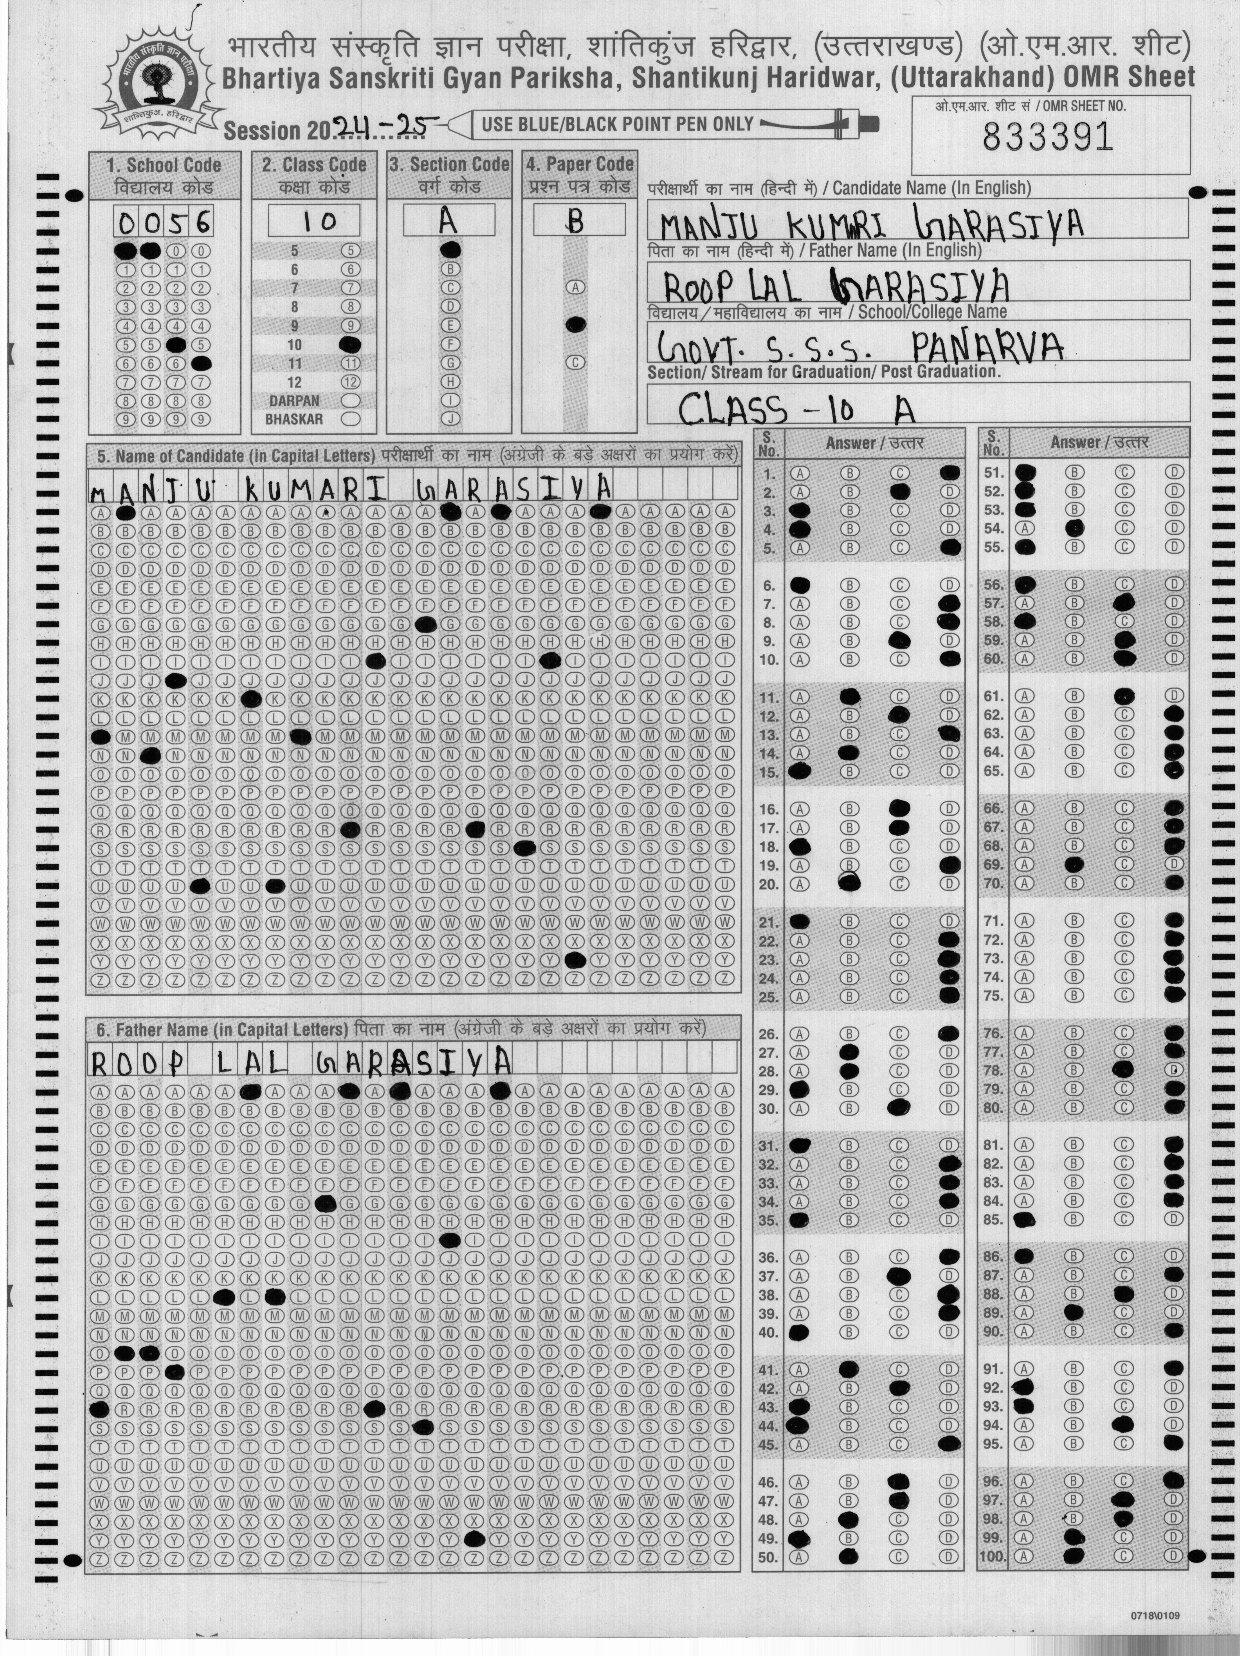 भारतीय संस्कृति ज्ञान परीक्षा, शांतिकुंज हरिद्वार, (उत्तराखण्ड) (ओ.एम.आर. शीट)
Bhartiya Sanskriti Gyan Pariksha, Shantikunj Haridwar, (Uttarakhand) OMR Sheet
Session 2024-25
USE BLUE/BLACK POINT PEN ONLY
ओ.एम.आर. शीट सं / OMR SHEET NO.
833391
1. School Code
विद्यालय कोड
0056
2. Class Code
कक्षा कोड
10
5
6
7
8
9
10
11
12
DARPAN
BHASKAR
3. Section Code
वर्ग कोड
A
4. Paper Code
प्रश्न पत्र कोड
B
परीक्षार्थी का नाम (हिन्दी में) / Candidate Name (In English)
MANJU KUMARI GARASIYA
पिता का नाम (हिन्दी में) / Father Name (In English)
ROOP LAL GARASIYA
विद्यालय/महाविद्यालय का नाम / School/College Name
GOVT. S.S.S. PANARVA
Section/ Stream for Graduation/ Post Graduation.
CLASS - 10 A
5. Name of Candidate (in Capital Letters) परीक्षार्थी का नाम (अंग्रेजी के बड़े अक्षरों का प्रयोग करें)
MANJU KUMARI GARASIYA
6. Father Name (in Capital Letters) पिता का नाम (अंग्रेजी के बड़े अक्षरों का प्रयोग करें)
ROOP LAL GARASIYA
S. No. Answer / उत्तर
S. No. Answer / उत्तर
0718\0109